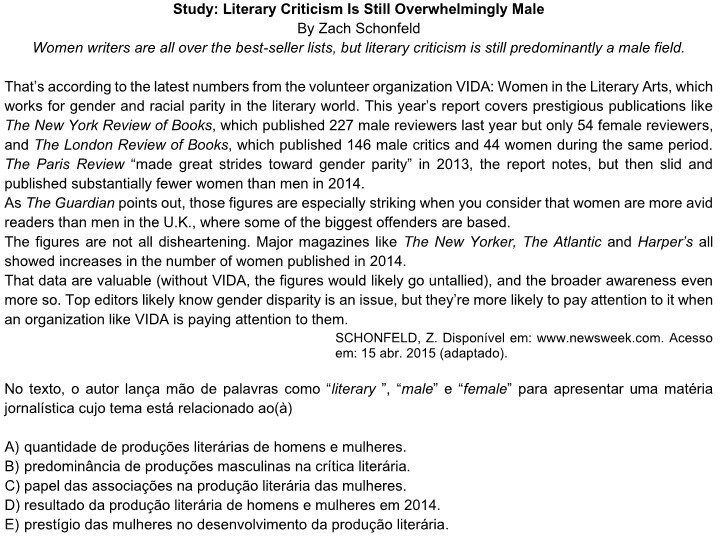 Study: Literary Criticism Is Still Overwhelmingly Male
By Zach Schonfeld
Women writers are all over the best-seller lists, but literary criticism is still predominantly a male field.
That's according to the latest numbers from the volunteer organization VIDA: Women in the Literary Arts, which
works for gender and racial parity in the literary world. This year's report covers prestigious publications like
The New York Review of Books, which published 227 male reviewers last year but only 54 female reviewers,
and The London Review of Books, which published 146 male critics and 44 women during the same period.
The Paris Review “made great strides toward gender parity” in 2013, the report notes, but then slid and
published substantially fewer women than men in 2014.
As The Guardian points out, those figures are especially striking when you consider that women are more avid
readers than men in the U.K., where some of the biggest offenders are based.
The figures are not all disheartening. Major magazines like The New Yorker, The Atlantic and Harper's all
showed increases in the number of women published in 2014.
That data are valuable (without VIDA, the figures would likely go untallied), and the broader awareness even
more so. Top editors likely know gender disparity is an issue, but they're more likely to pay attention to it when
an organization like VIDA is paying attention to them.
SCHONFELD, Z. Disponível em: www.newsweek.com. Acesso
em: 15 abr. 2015 (adaptado).
No texto, o autor lança mão de palavras como “literary ”, “male” e “female” para apresentar uma matéria
jornalística cujo tema está relacionado ao(à)
A) quantidade de produções literárias de homens e mulheres.
B) predominância de produções masculinas na crítica literária.
C) papel das associações na produção literária das mulheres.
D) resultado da produção literária de homens e mulheres em 2014.
E) prestígio das mulheres no desenvolvimento da produção literária.